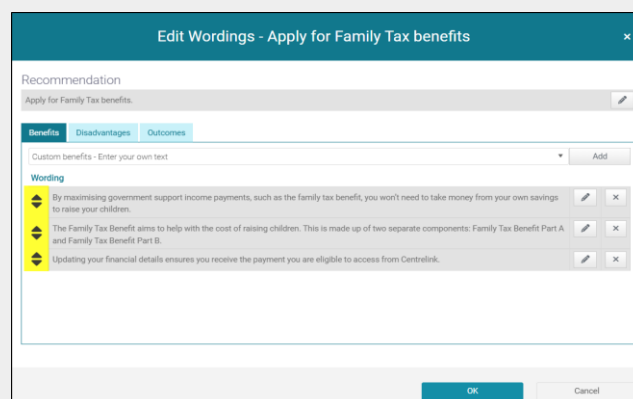 Edit Wordings - Apply for Family Tax benefits
Recommendation
Apply for Family Tax benefits.
Benefits Disadvantages Outcomes
Custom benefits - Enter your own text Add
Wording
By maximising government support income payments, such as the family tax benefit, you won't need to take money from your own savings
to raise your children.
The Family Tax Benefit aims to help with the cost of raising children. This is made up of two separate components: Family Tax Benefit Part A
and Family Tax Benefit Part B.
Updating your financial details ensures you receive the payment you are eligible to access from Centrelink.
OK Cancel